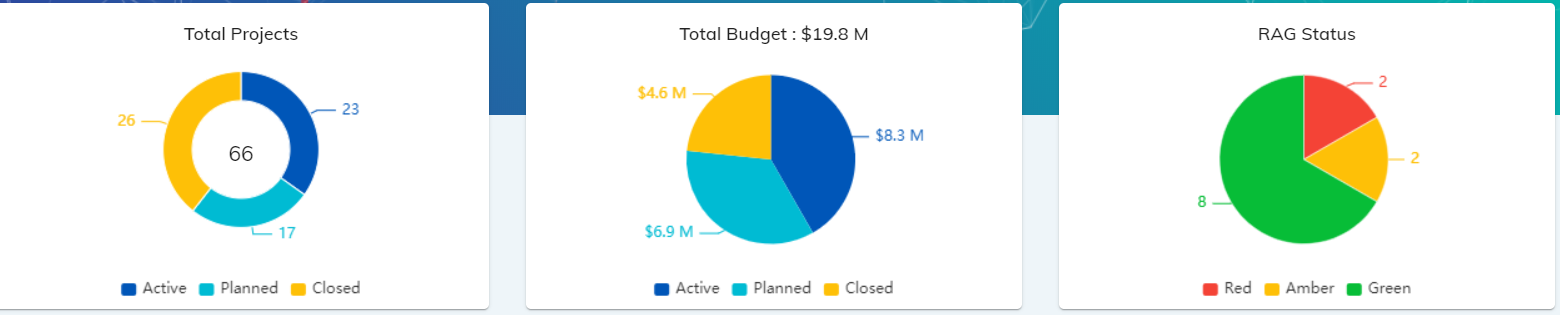 Total Projects
23
26
66
17
Active Planned Closed
Total Budget : $19.8 M
$4.6 M
$8.3 M
$6.9 M
Active Planned Closed
RAG Status
2
2
8
Red Amber Green